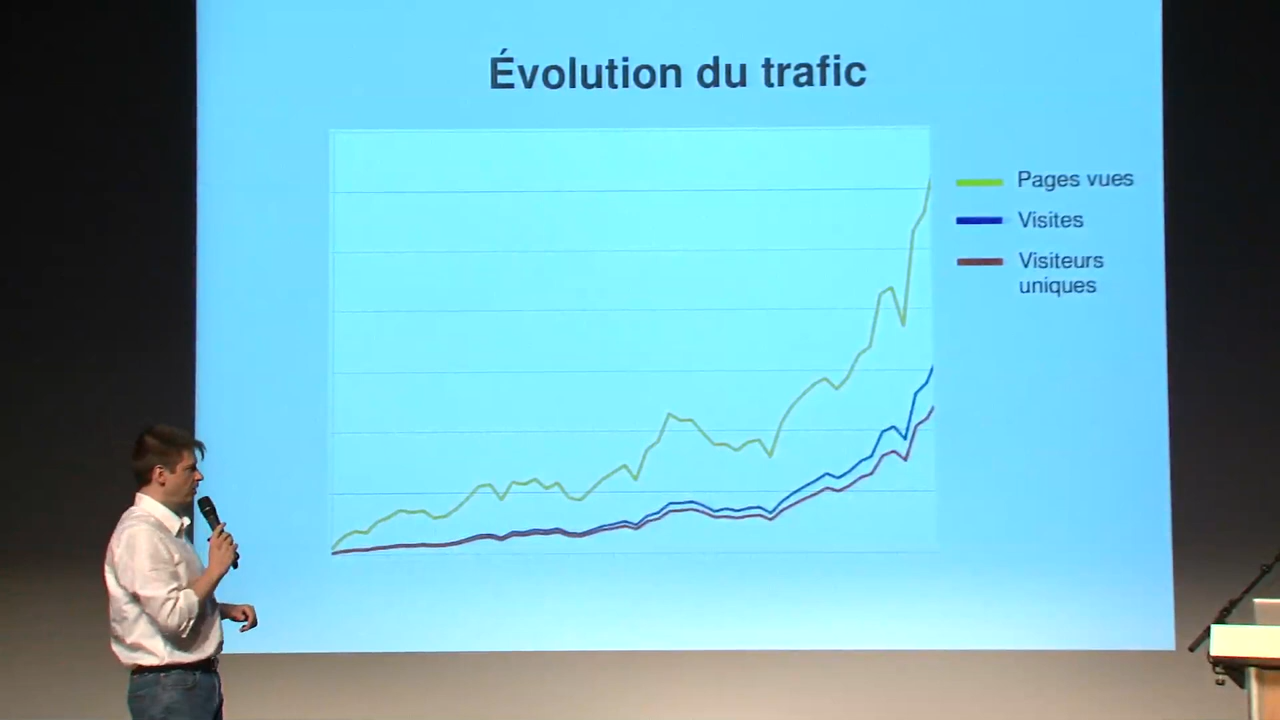 Évolution du trafic
Pages vues
Visites
Visiteurs
uniques